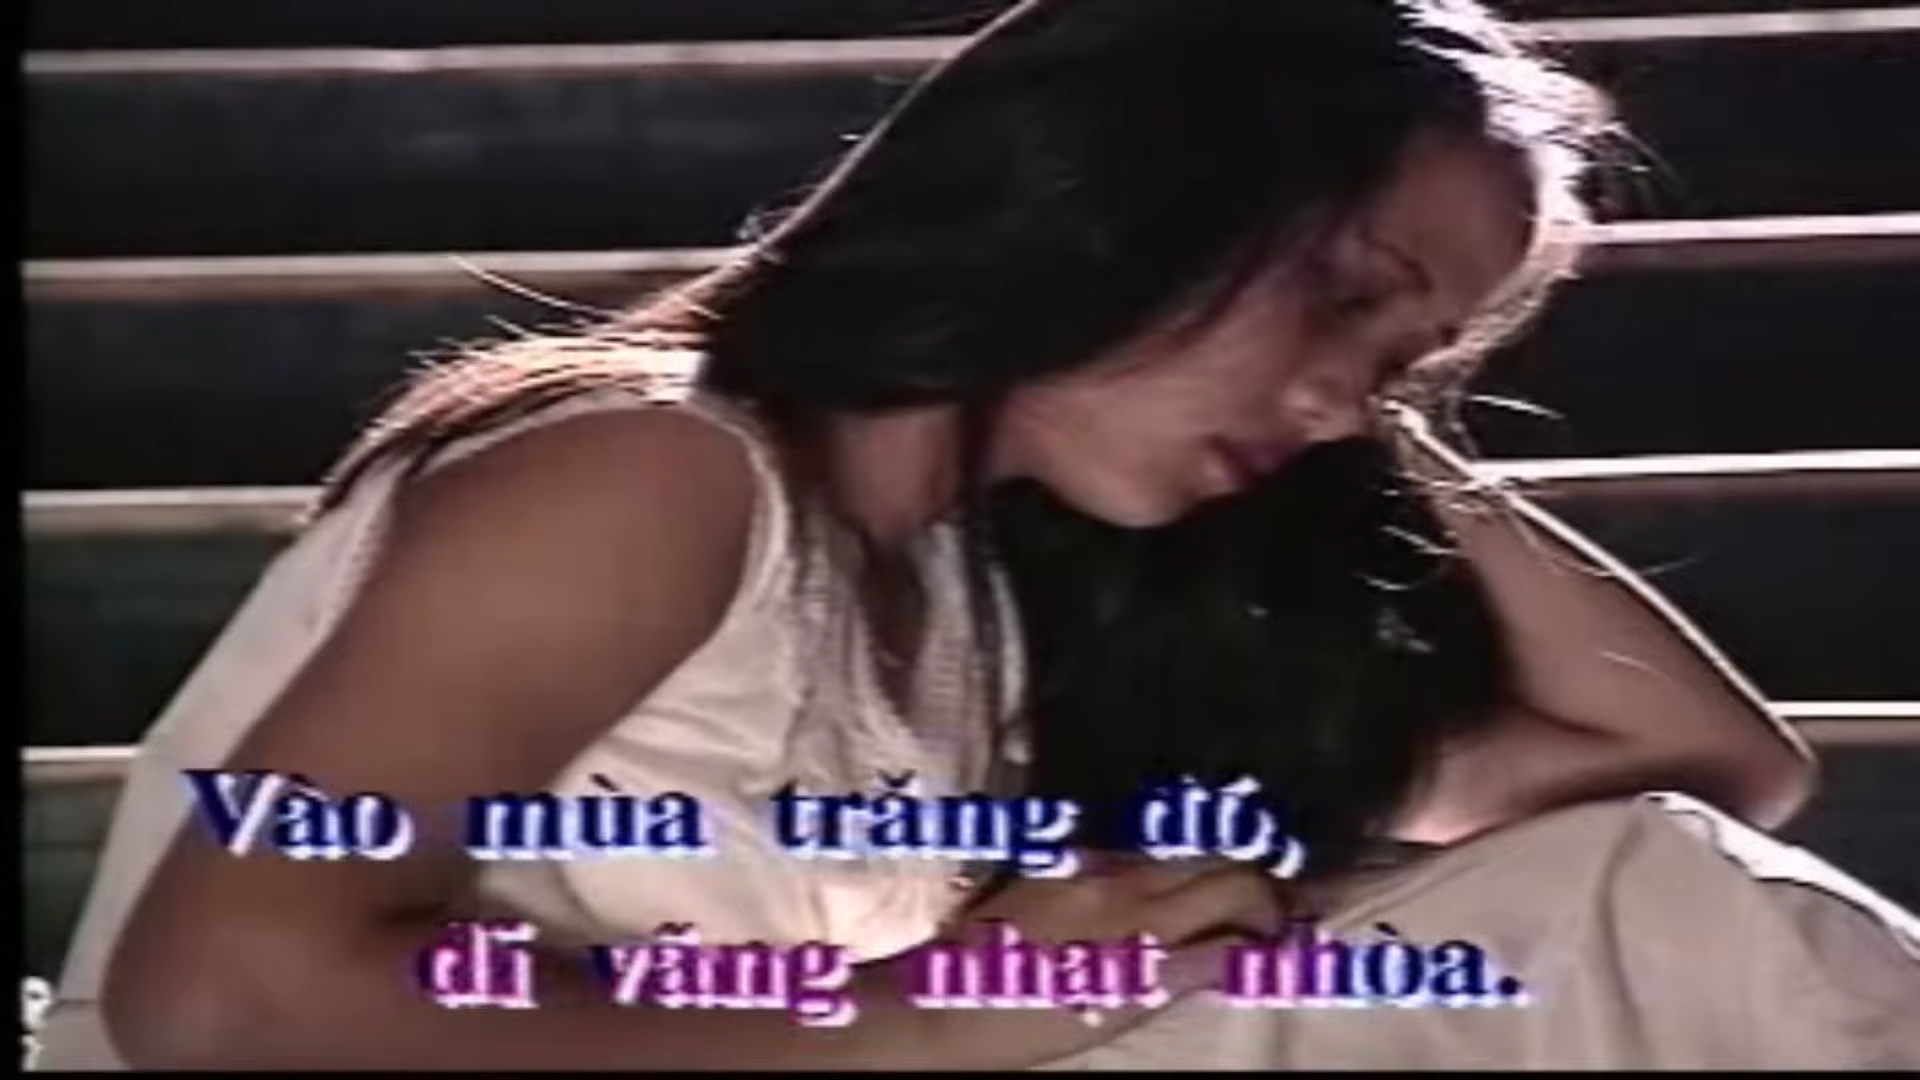 Vào mùa trăng đó,
dĩ vãng nhạt nhòa.